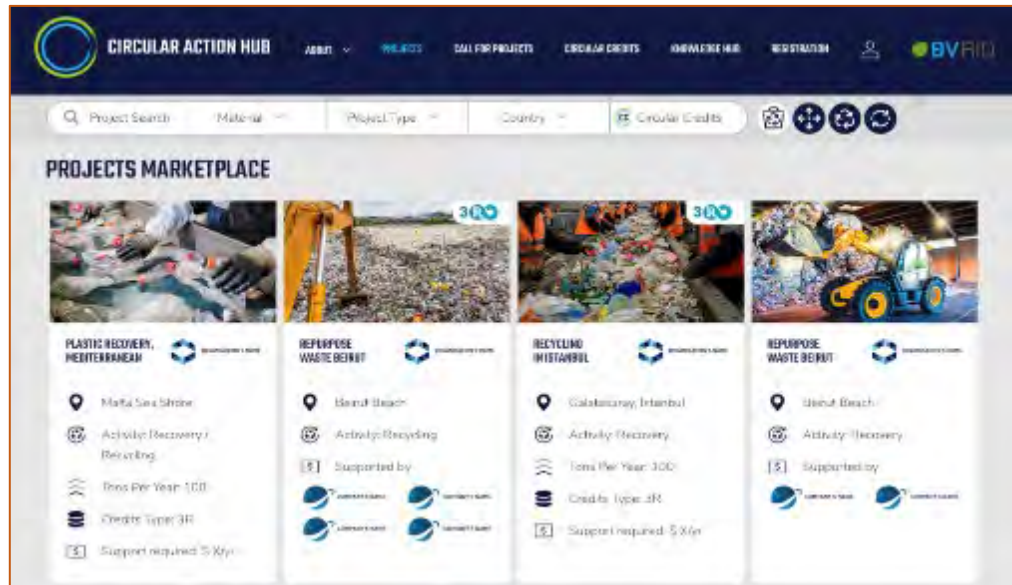 CIRCULAR ACTION HUB
ABOUT
PROJECTS
CALL FOR PROJECTS
CIRCULAR CREDITS
KNOWLEDGE HUB
REGISTRATION
BVRIO
Project Search
Material
Project Type
Country
Circular Credits
PROJECTS MARKETPLACE
3R
3R
PLASTIC RECOVERY,
MEDITERRANEAN
Malta Sea Shore
Activity: Recovery /
Recycling
Tons Per Year: 100
Credits Type: 3R
Support required: $ X/yr
REPURPOSE
WASTE BEIRUT
Beirut Beach
Activity: Recycling
Supported by
RECYCLING
IN ISTANBUL
Galatasaray, Istanbul
Activity: Recovery
Tons Per Year: 300
Credits Type: 3R
Support required: $ X/yr
REPURPOSE
WASTE BEIRUT
Beirut Beach
Activity: Recovery
Supported by